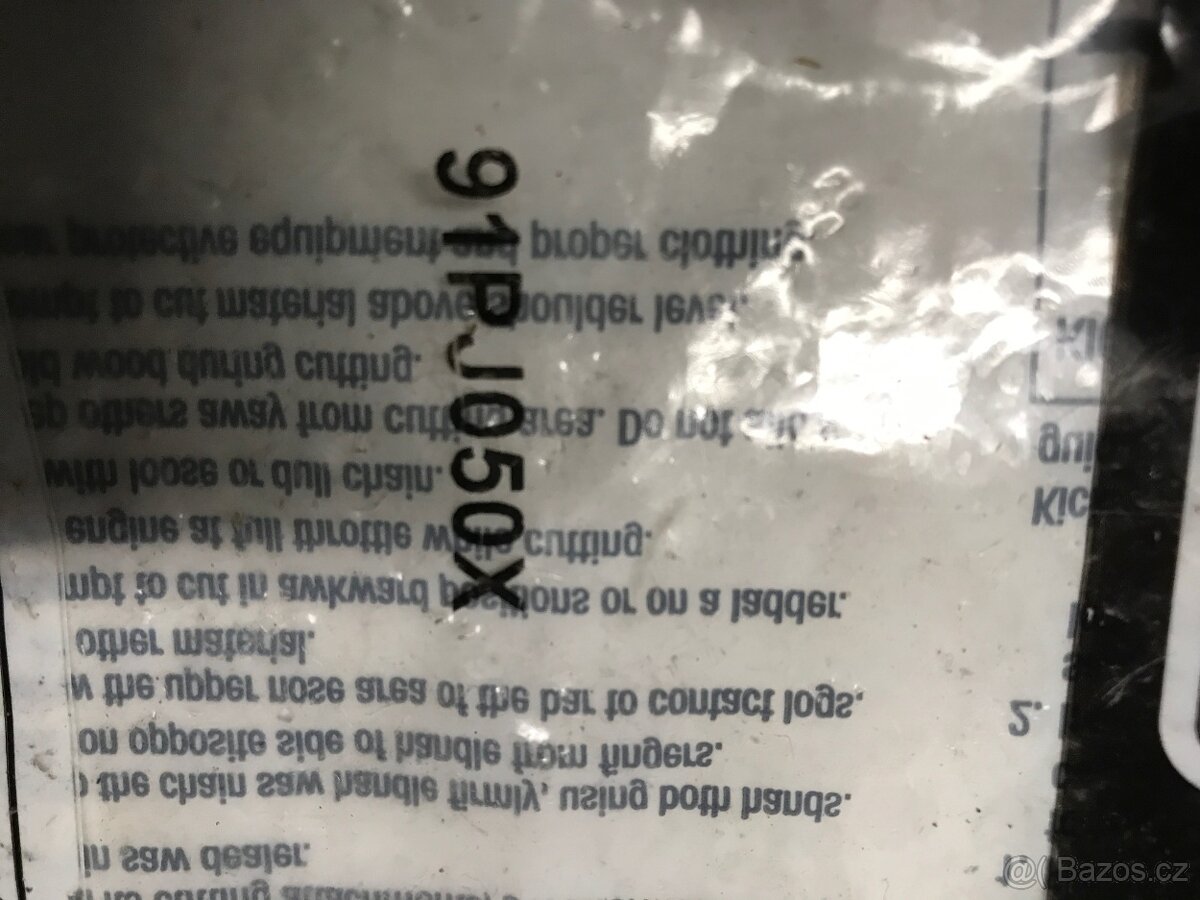 91PJ050X
cutting attachments,
in saw dealer.
the chain saw handle firmly, using both hands.
on opposite side of handle from fingers.
the upper nose area of the bar to contact logs,
other material.
to cut in awkward positions or on a ladder.
engine at full throttle while cutting.
with loose or dull chain.
others away from cutting area. Do not
wood during cutting.
to cut material above shoulder level.
protective equipment and proper clothing.
2.
@( Bazos.cz